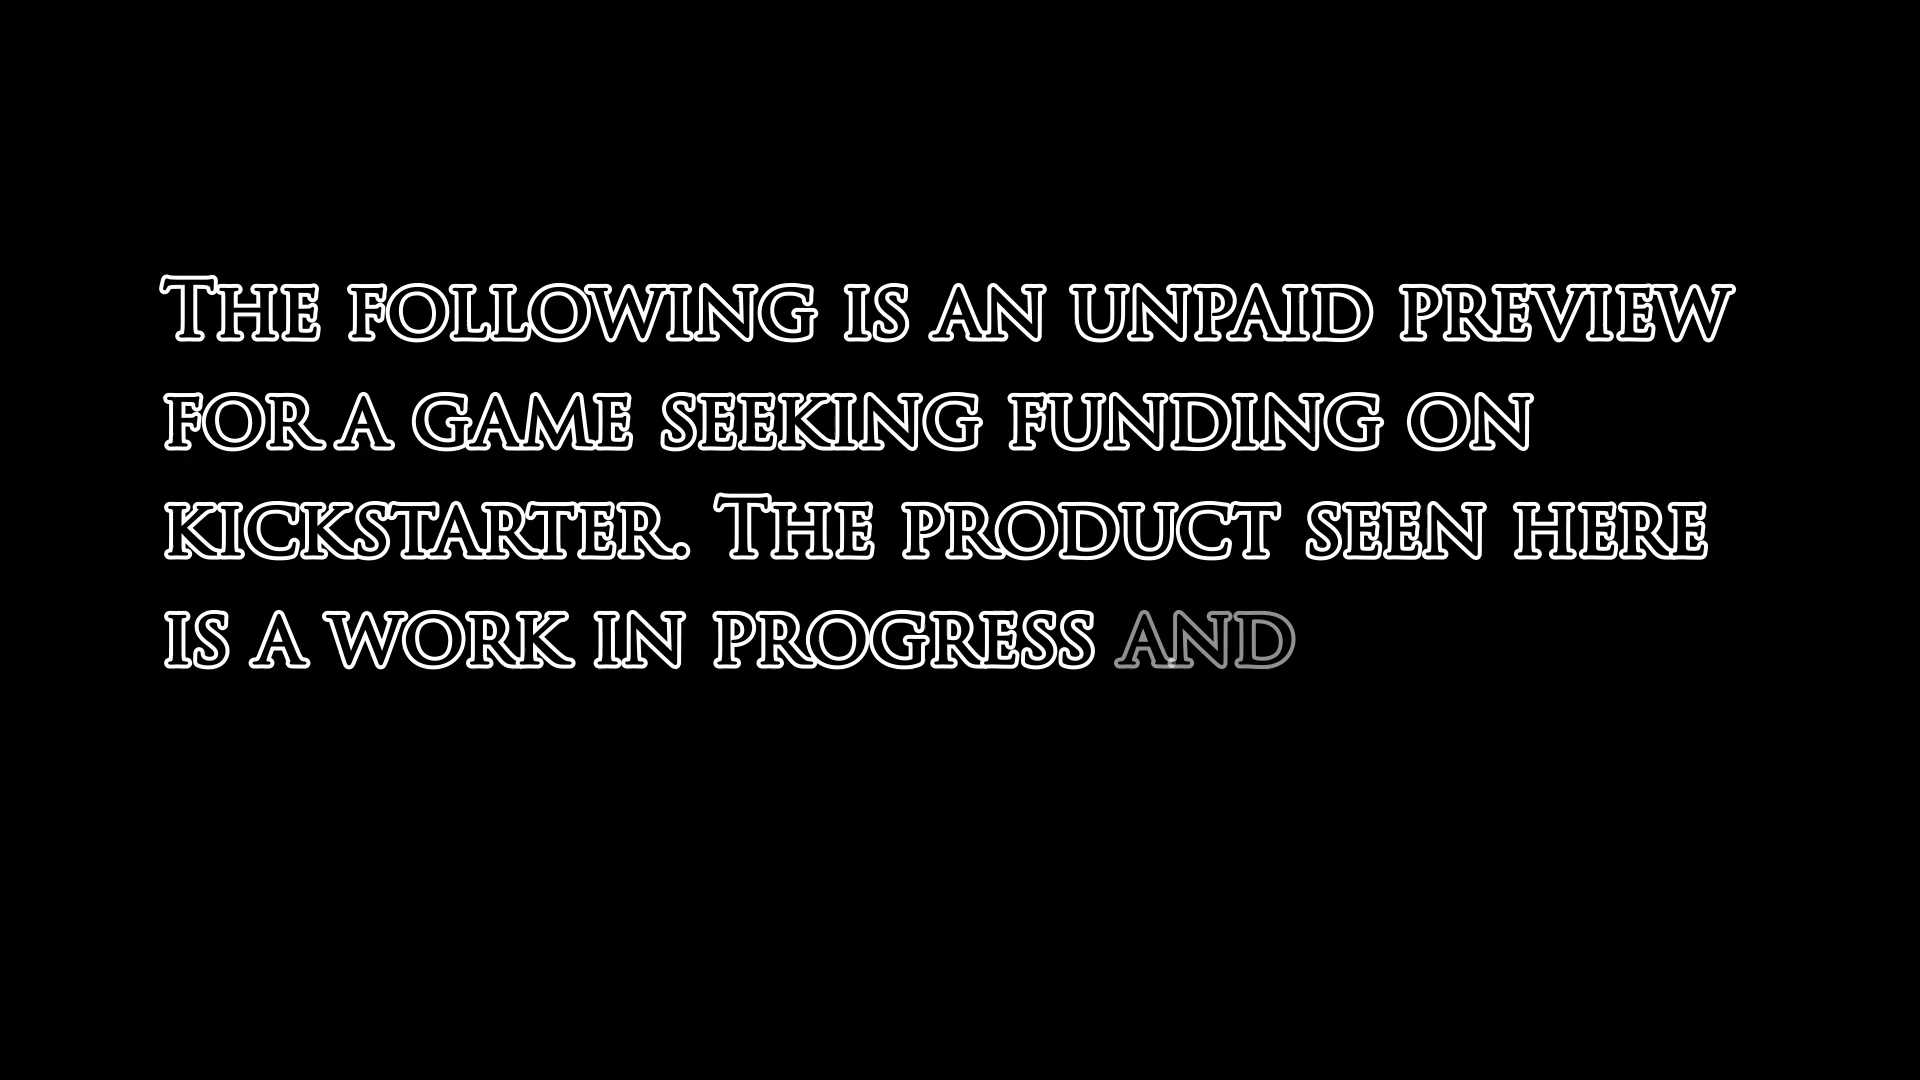 The following is an unpaid preview
for a game seeking funding on
kickstarter. The product seen here
is a work in progress and